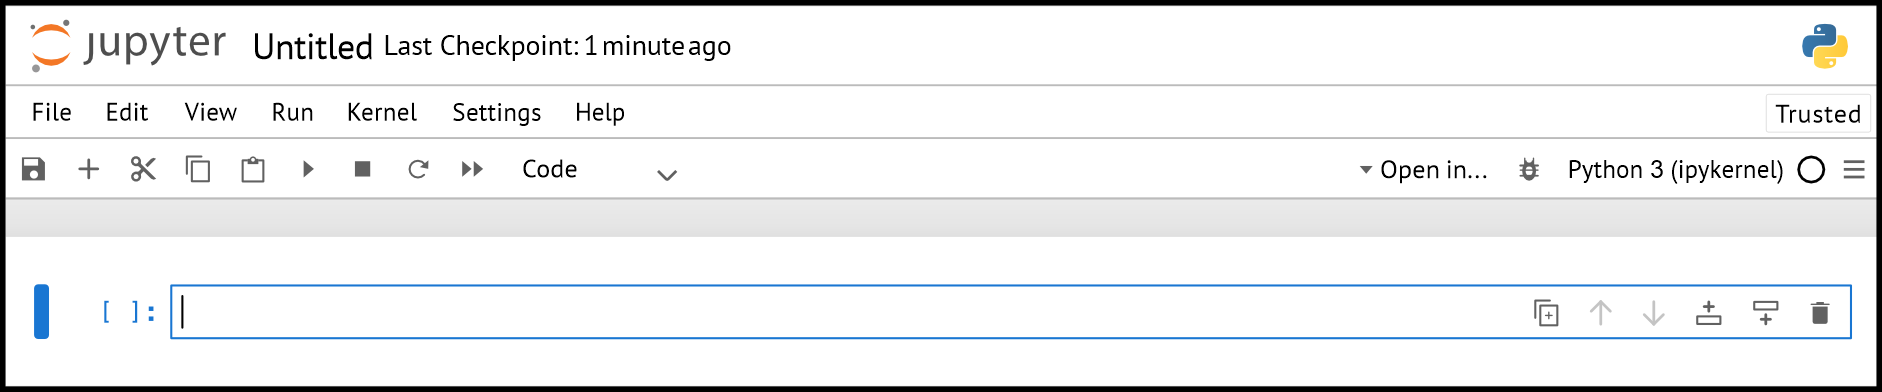 jupyter Untitled Last Checkpoint: 1 minute ago
File Edit View Run Kernel Settings Help Trusted
Code Open in... Python 3 (ipykernel)
[ ]: